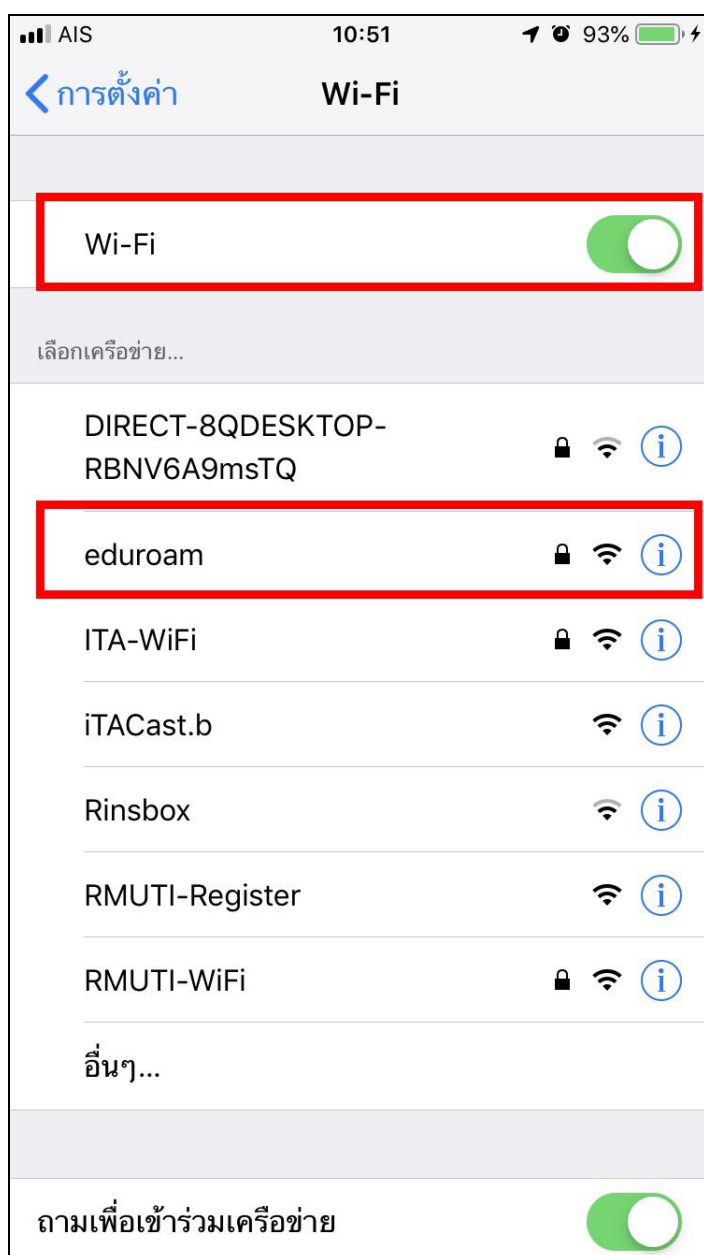 AIS 10:51 93%
การตั้งค่า Wi-Fi
Wi-Fi
เลือกเครือข่าย...
DIRECT-8QDESKTOP-
RBNV6A9msTQ
eduroam
ITA-WiFi
iTACast.b
Rinsbox
RMUTI-Register
RMUTI-WiFi
อื่นๆ...
ถามเพื่อเข้าร่วมเครือข่าย